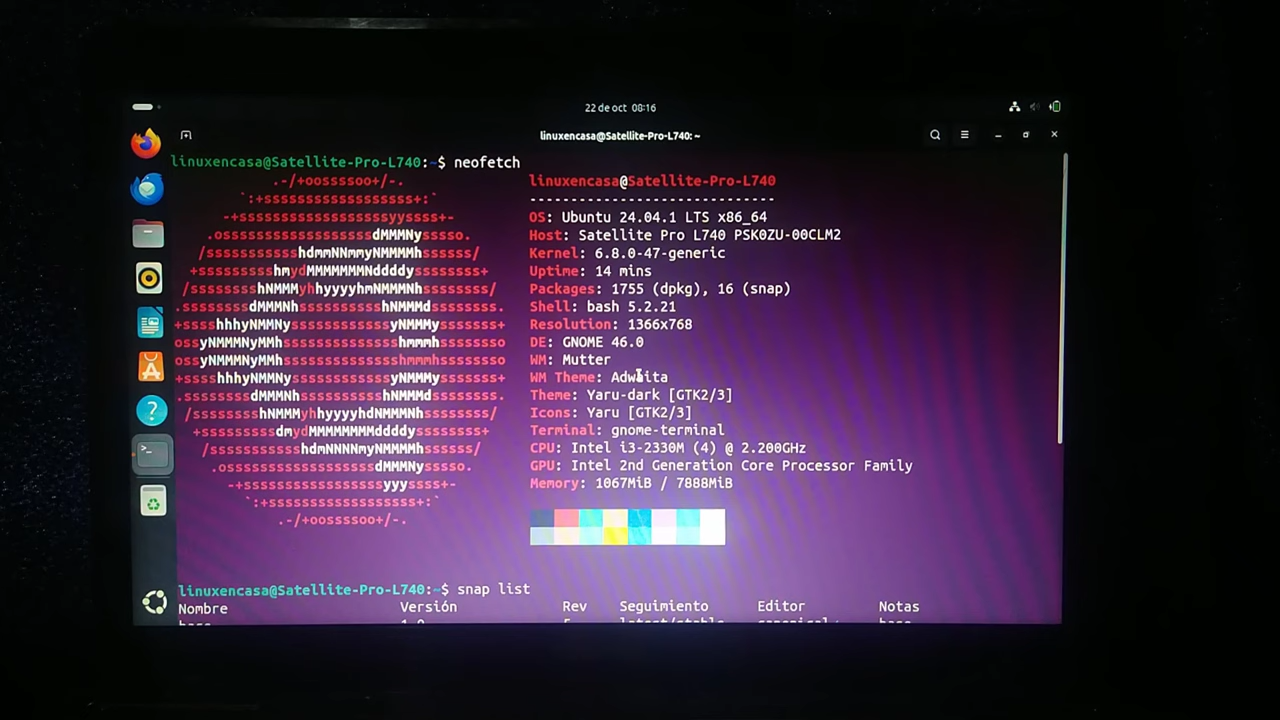 22 de oct 08:16
linuxencasa@Satellite-Pro-L740: ~
linuxencasa@Satellite-Pro-L740:~$ neofetch
linuxencasa@Satellite-Pro-L740
-------------------------------
OS: Ubuntu 24.04.1 LTS x86_64
Host: Satellite Pro L740 PSK0ZU-00CLM2
Kernel: 6.8.0-47-generic
Uptime: 14 mins
Packages: 1755 (dpkg), 16 (snap)
Shell: bash 5.2.21
Resolution: 1366x768
DE: GNOME 46.0
WM: Mutter
WM Theme: Adwaita
Theme: Yaru-dark [GTK2/3]
Icons: Yaru [GTK2/3]
Terminal: gnome-terminal
CPU: Intel i3-2330M (4) @ 2.200GHz
GPU: Intel 2nd Generation Core Processor Family
Memory: 1067MiB / 7888MiB
linuxencasa@Satellite-Pro-L740:~$ snap list
Nombre Versión Rev Seguimiento Editor Notas